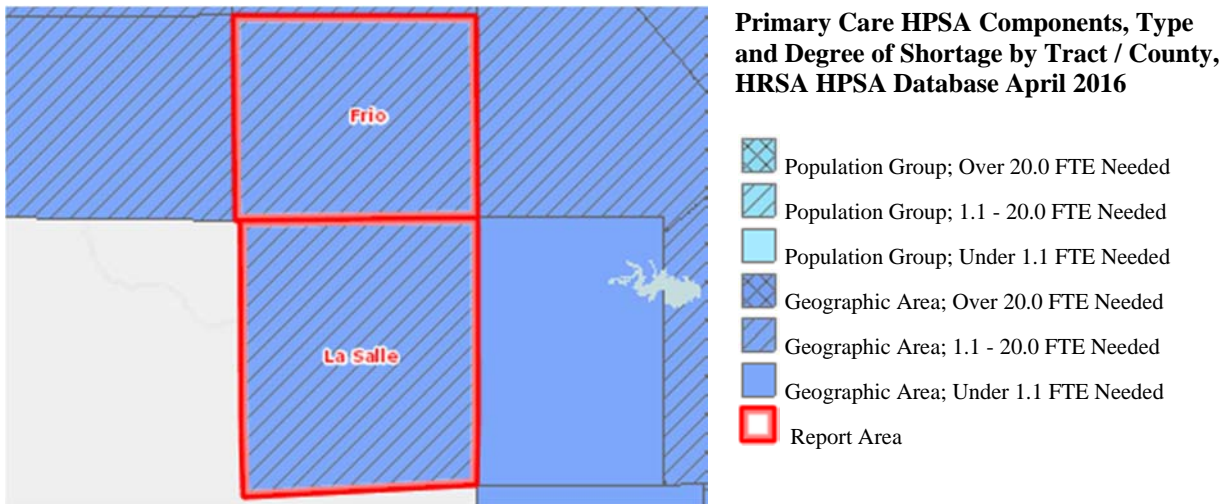 Primary Care HPSA Components, Type
and Degree of Shortage by Tract / County,
HRSA HPSA Database April 2016
Frio
La Salle
Population Group; Over 20.0 FTE Needed
Population Group; 1.1 - 20.0 FTE Needed
Population Group; Under 1.1 FTE Needed
Geographic Area; Over 20.0 FTE Needed
Geographic Area; 1.1 - 20.0 FTE Needed
Geographic Area; Under 1.1 FTE Needed
Report Area